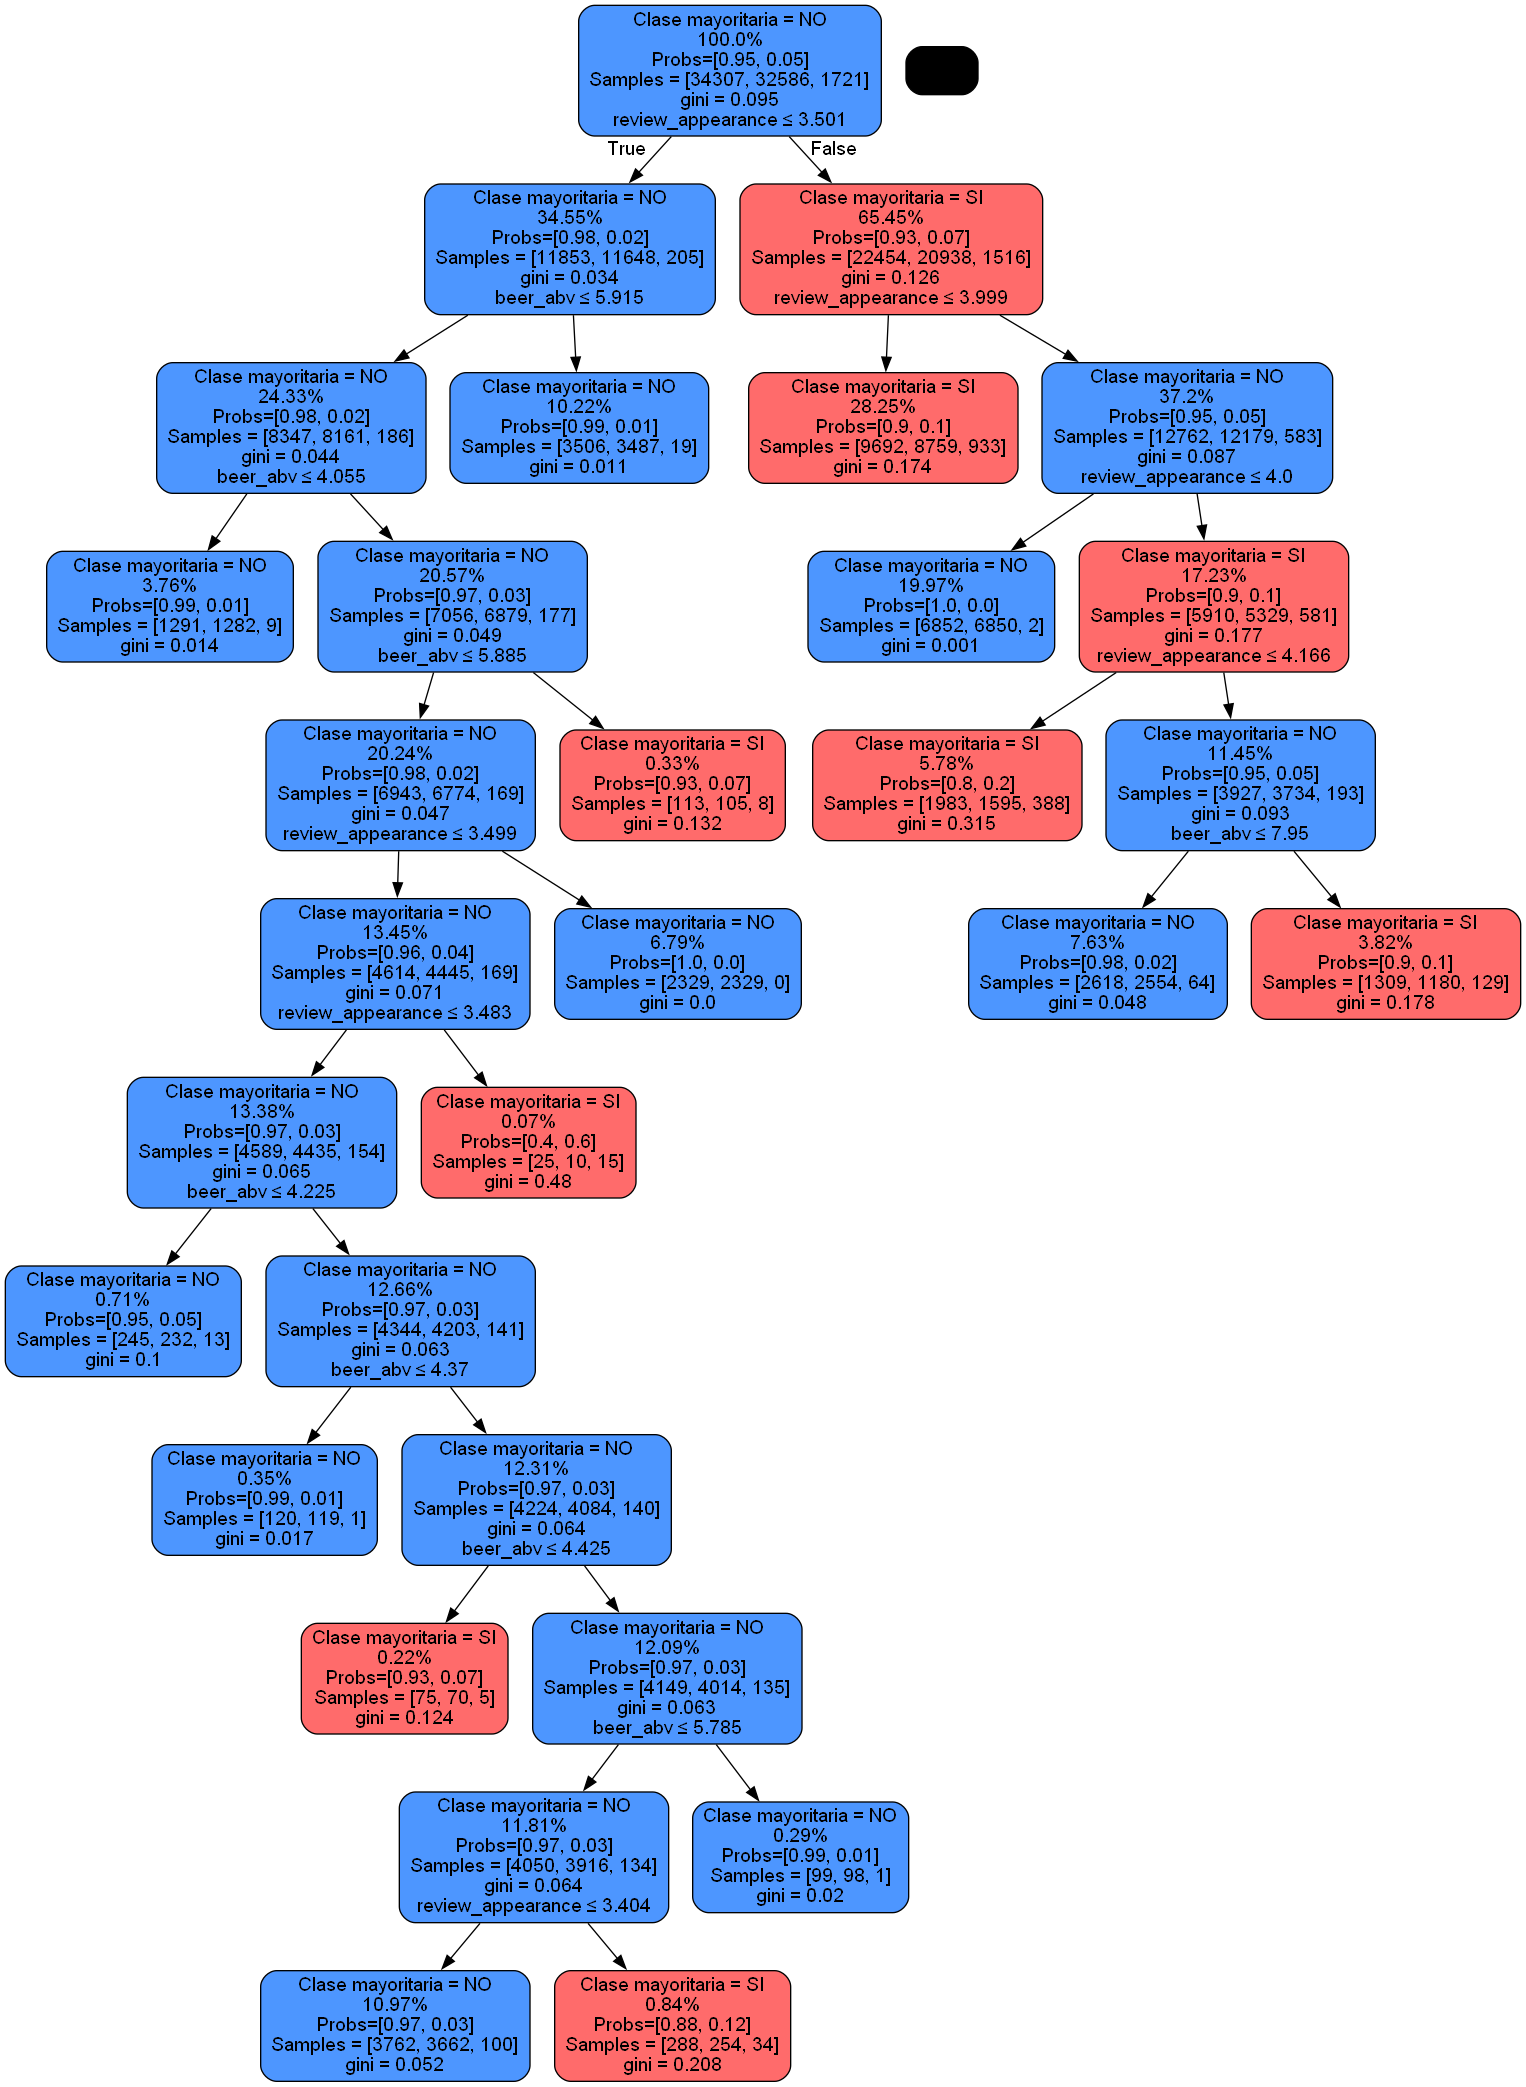 Clase mayoritaria = NO
100.0%
Probs=[0.95, 0.05]
Samples = [34307, 32586, 1721]
gini = 0.095
review_appearance ≤ 3.501
True
False
Clase mayoritaria = NO
34.55%
Probs=[0.98, 0.02]
Samples = [11853, 11648, 205]
gini = 0.034
beer_abv ≤ 5.915
Clase mayoritaria = SI
65.45%
Probs=[0.93, 0.07]
Samples = [22454, 20938, 1516]
gini = 0.126
review_appearance ≤ 3.999
Clase mayoritaria = NO
24.33%
Probs=[0.98, 0.02]
Samples = [8347, 8161, 186]
gini = 0.044
beer_abv ≤ 4.055
Clase mayoritaria = NO
10.22%
Probs=[0.99, 0.01]
Samples = [3506, 3487, 19]
gini = 0.011
Clase mayoritaria = SI
28.25%
Probs=[0.9, 0.1]
Samples = [9692, 8759, 933]
gini = 0.174
Clase mayoritaria = NO
37.2%
Probs=[0.95, 0.05]
Samples = [12762, 12179, 583]
gini = 0.087
review_appearance ≤ 4.0
Clase mayoritaria = NO
3.76%
Probs=[0.99, 0.01]
Samples = [1291, 1282, 9]
gini = 0.014
Clase mayoritaria = NO
20.57%
Probs=[0.97, 0.03]
Samples = [7056, 6879, 177]
gini = 0.049
beer_abv ≤ 5.885
Clase mayoritaria = NO
19.97%
Probs=[1.0, 0.0]
Samples = [6852, 6850, 2]
gini = 0.001
Clase mayoritaria = SI
17.23%
Probs=[0.9, 0.1]
Samples = [5910, 5329, 581]
gini = 0.177
review_appearance ≤ 4.166
Clase mayoritaria = NO
20.24%
Probs=[0.98, 0.02]
Samples = [6943, 6774, 169]
gini = 0.047
review_appearance ≤ 3.499
Clase mayoritaria = SI
0.33%
Probs=[0.93, 0.07]
Samples = [113, 105, 8]
gini = 0.132
Clase mayoritaria = SI
5.78%
Probs=[0.8, 0.2]
Samples = [1983, 1595, 388]
gini = 0.315
Clase mayoritaria = NO
11.45%
Probs=[0.95, 0.05]
Samples = [3927, 3734, 193]
gini = 0.093
beer_abv ≤ 7.95
Clase mayoritaria = NO
13.45%
Probs=[0.96, 0.04]
Samples = [4614, 4445, 169]
gini = 0.071
review_appearance ≤ 3.483
Clase mayoritaria = NO
6.79%
Probs=[1.0, 0.0]
Samples = [2329, 2329, 0]
gini = 0.0
Clase mayoritaria = NO
7.63%
Probs=[0.98, 0.02]
Samples = [2618, 2554, 64]
gini = 0.048
Clase mayoritaria = SI
3.82%
Probs=[0.9, 0.1]
Samples = [1309, 1180, 129]
gini = 0.178
Clase mayoritaria = NO
13.38%
Probs=[0.97, 0.03]
Samples = [4589, 4435, 154]
gini = 0.065
beer_abv ≤ 4.225
Clase mayoritaria = SI
0.07%
Probs=[0.4, 0.6]
Samples = [25, 10, 15]
gini = 0.48
Clase mayoritaria = NO
0.71%
Probs=[0.95, 0.05]
Samples = [245, 232, 13]
gini = 0.1
Clase mayoritaria = NO
12.66%
Probs=[0.97, 0.03]
Samples = [4344, 4203, 141]
gini = 0.063
beer_abv ≤ 4.37
Clase mayoritaria = NO
0.35%
Probs=[0.99, 0.01]
Samples = [120, 119, 1]
gini = 0.017
Clase mayoritaria = NO
12.31%
Probs=[0.97, 0.03]
Samples = [4224, 4084, 140]
gini = 0.064
beer_abv ≤ 4.425
Clase mayoritaria = SI
0.22%
Probs=[0.93, 0.07]
Samples = [75, 70, 5]
gini = 0.124
Clase mayoritaria = NO
12.09%
Probs=[0.97, 0.03]
Samples = [4149, 4014, 135]
gini = 0.063
beer_abv ≤ 5.785
Clase mayoritaria = NO
11.81%
Probs=[0.97, 0.03]
Samples = [4050, 3916, 134]
gini = 0.064
review_appearance ≤ 3.404
Clase mayoritaria = NO
0.29%
Probs=[0.99, 0.01]
Samples = [99, 98, 1]
gini = 0.02
Clase mayoritaria = NO
10.97%
Probs=[0.97, 0.03]
Samples = [3762, 3662, 100]
gini = 0.052
Clase mayoritaria = SI
0.84%
Probs=[0.88, 0.12]
Samples = [288, 254, 34]
gini = 0.208